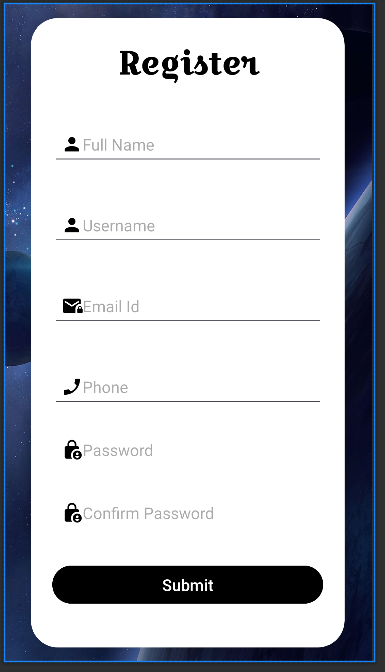 Register
Full Name
Username
Email Id
Phone
Password
Confirm Password
Submit